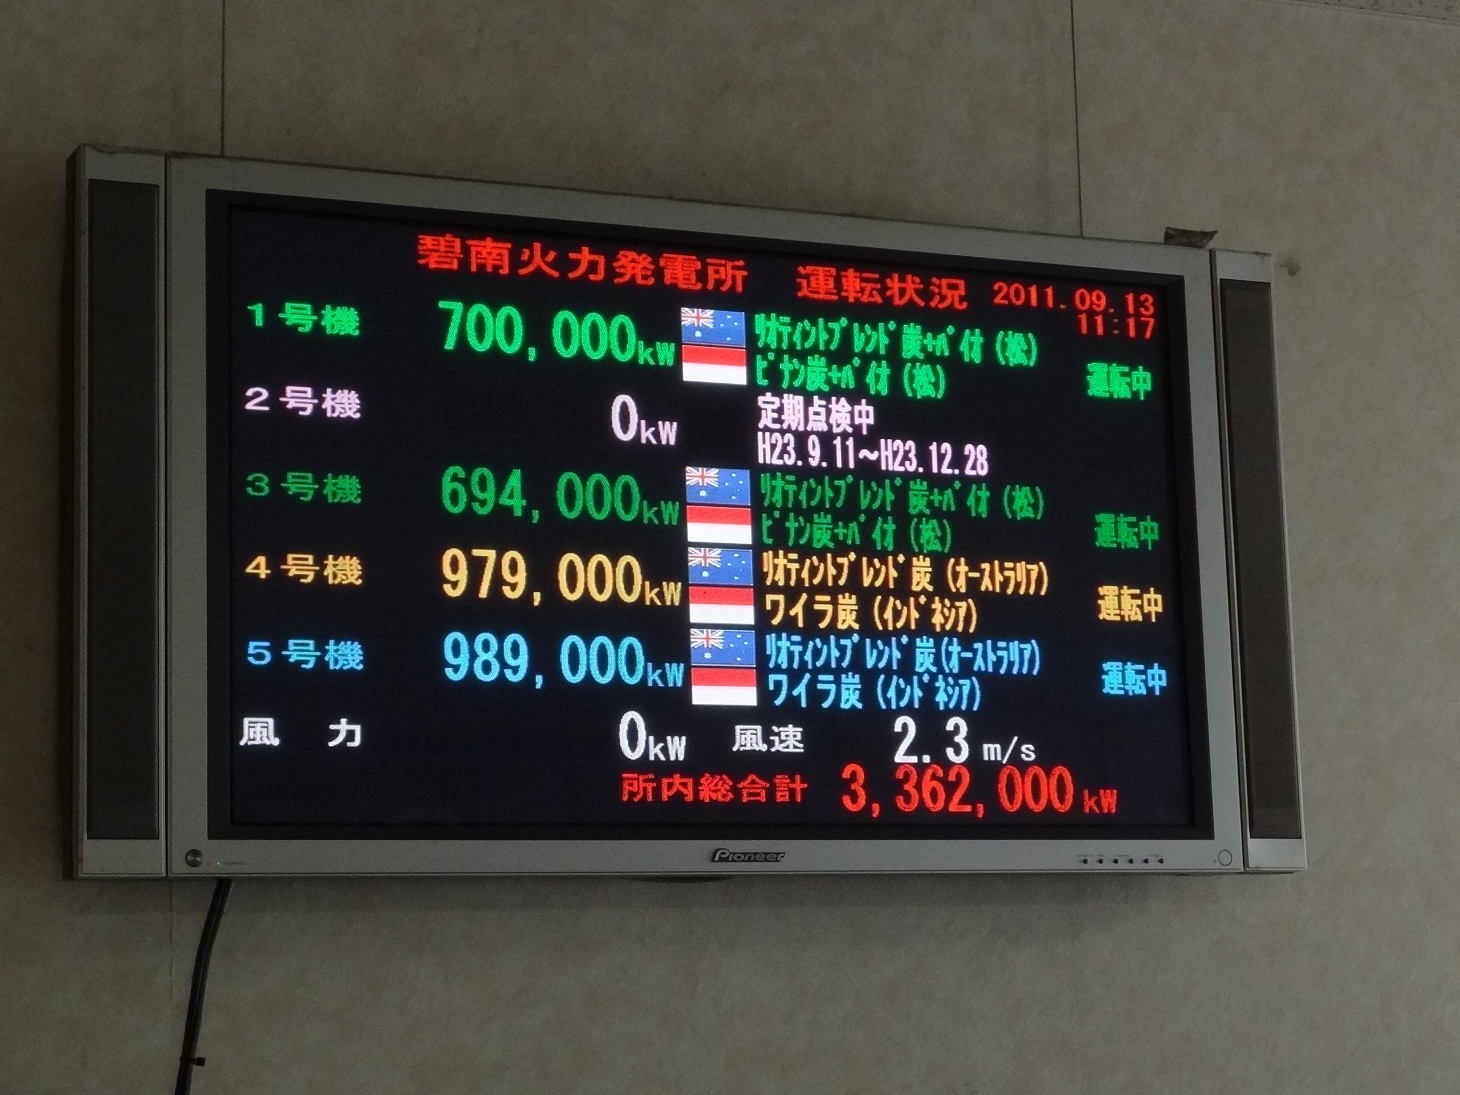 碧南火力発電所 運転状況 2011.09.13
11:17
1号機 700,000kW ﾘｵﾃｨﾝﾄﾌﾞﾚﾝﾄﾞ炭+ﾊﾞｲｵ(松)
ﾋﾟﾅﾝ炭+ﾊﾞｲｵ(松) 運転中
2号機 0kW 定期点検中
H23.9.11～H23.12.28
3号機 694,000kW ﾘｵﾃｨﾝﾄﾌﾞﾚﾝﾄﾞ炭+ﾊﾞｲｵ(松)
ﾋﾟﾅﾝ炭+ﾊﾞｲｵ(松) 運転中
4号機 979,000kW ﾘｵﾃｨﾝﾄﾌﾞﾚﾝﾄﾞ炭(ｵｰｽﾄﾗﾘｱ)
ワイラ炭(ｲﾝﾄﾞﾈｼｱ) 運転中
5号機 989,000kW ﾘｵﾃｨﾝﾄﾌﾞﾚﾝﾄﾞ炭(ｵｰｽﾄﾗﾘｱ)
ワイラ炭(ｲﾝﾄﾞﾈｼｱ) 運転中
風 力 0kW 風速 2.3 m/s
所内総合計 3,362,000 kW
Pioneer